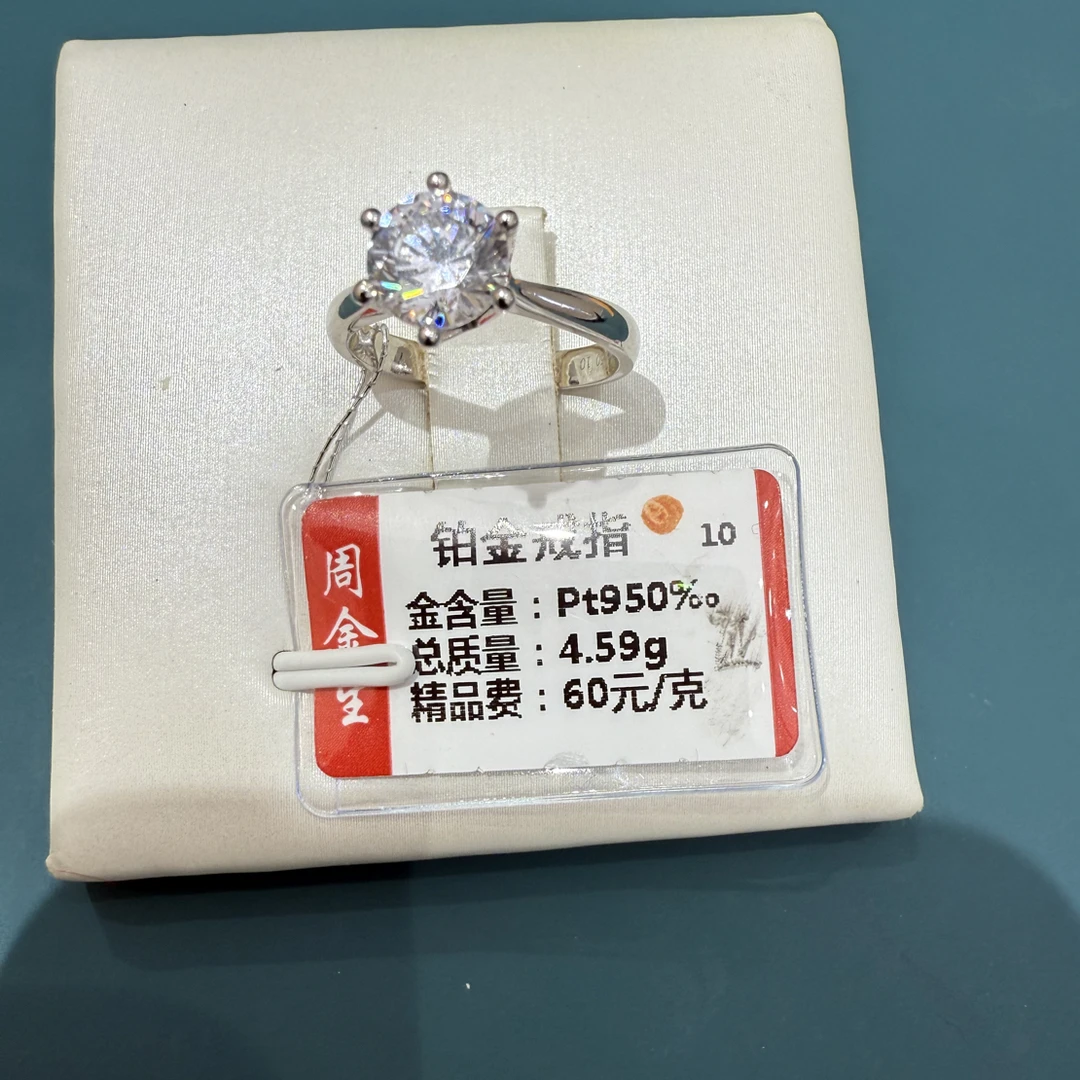 铂金戒指
10
金含量：Pt950‰
总质量：4.59g
精品费：60元/克
周金生